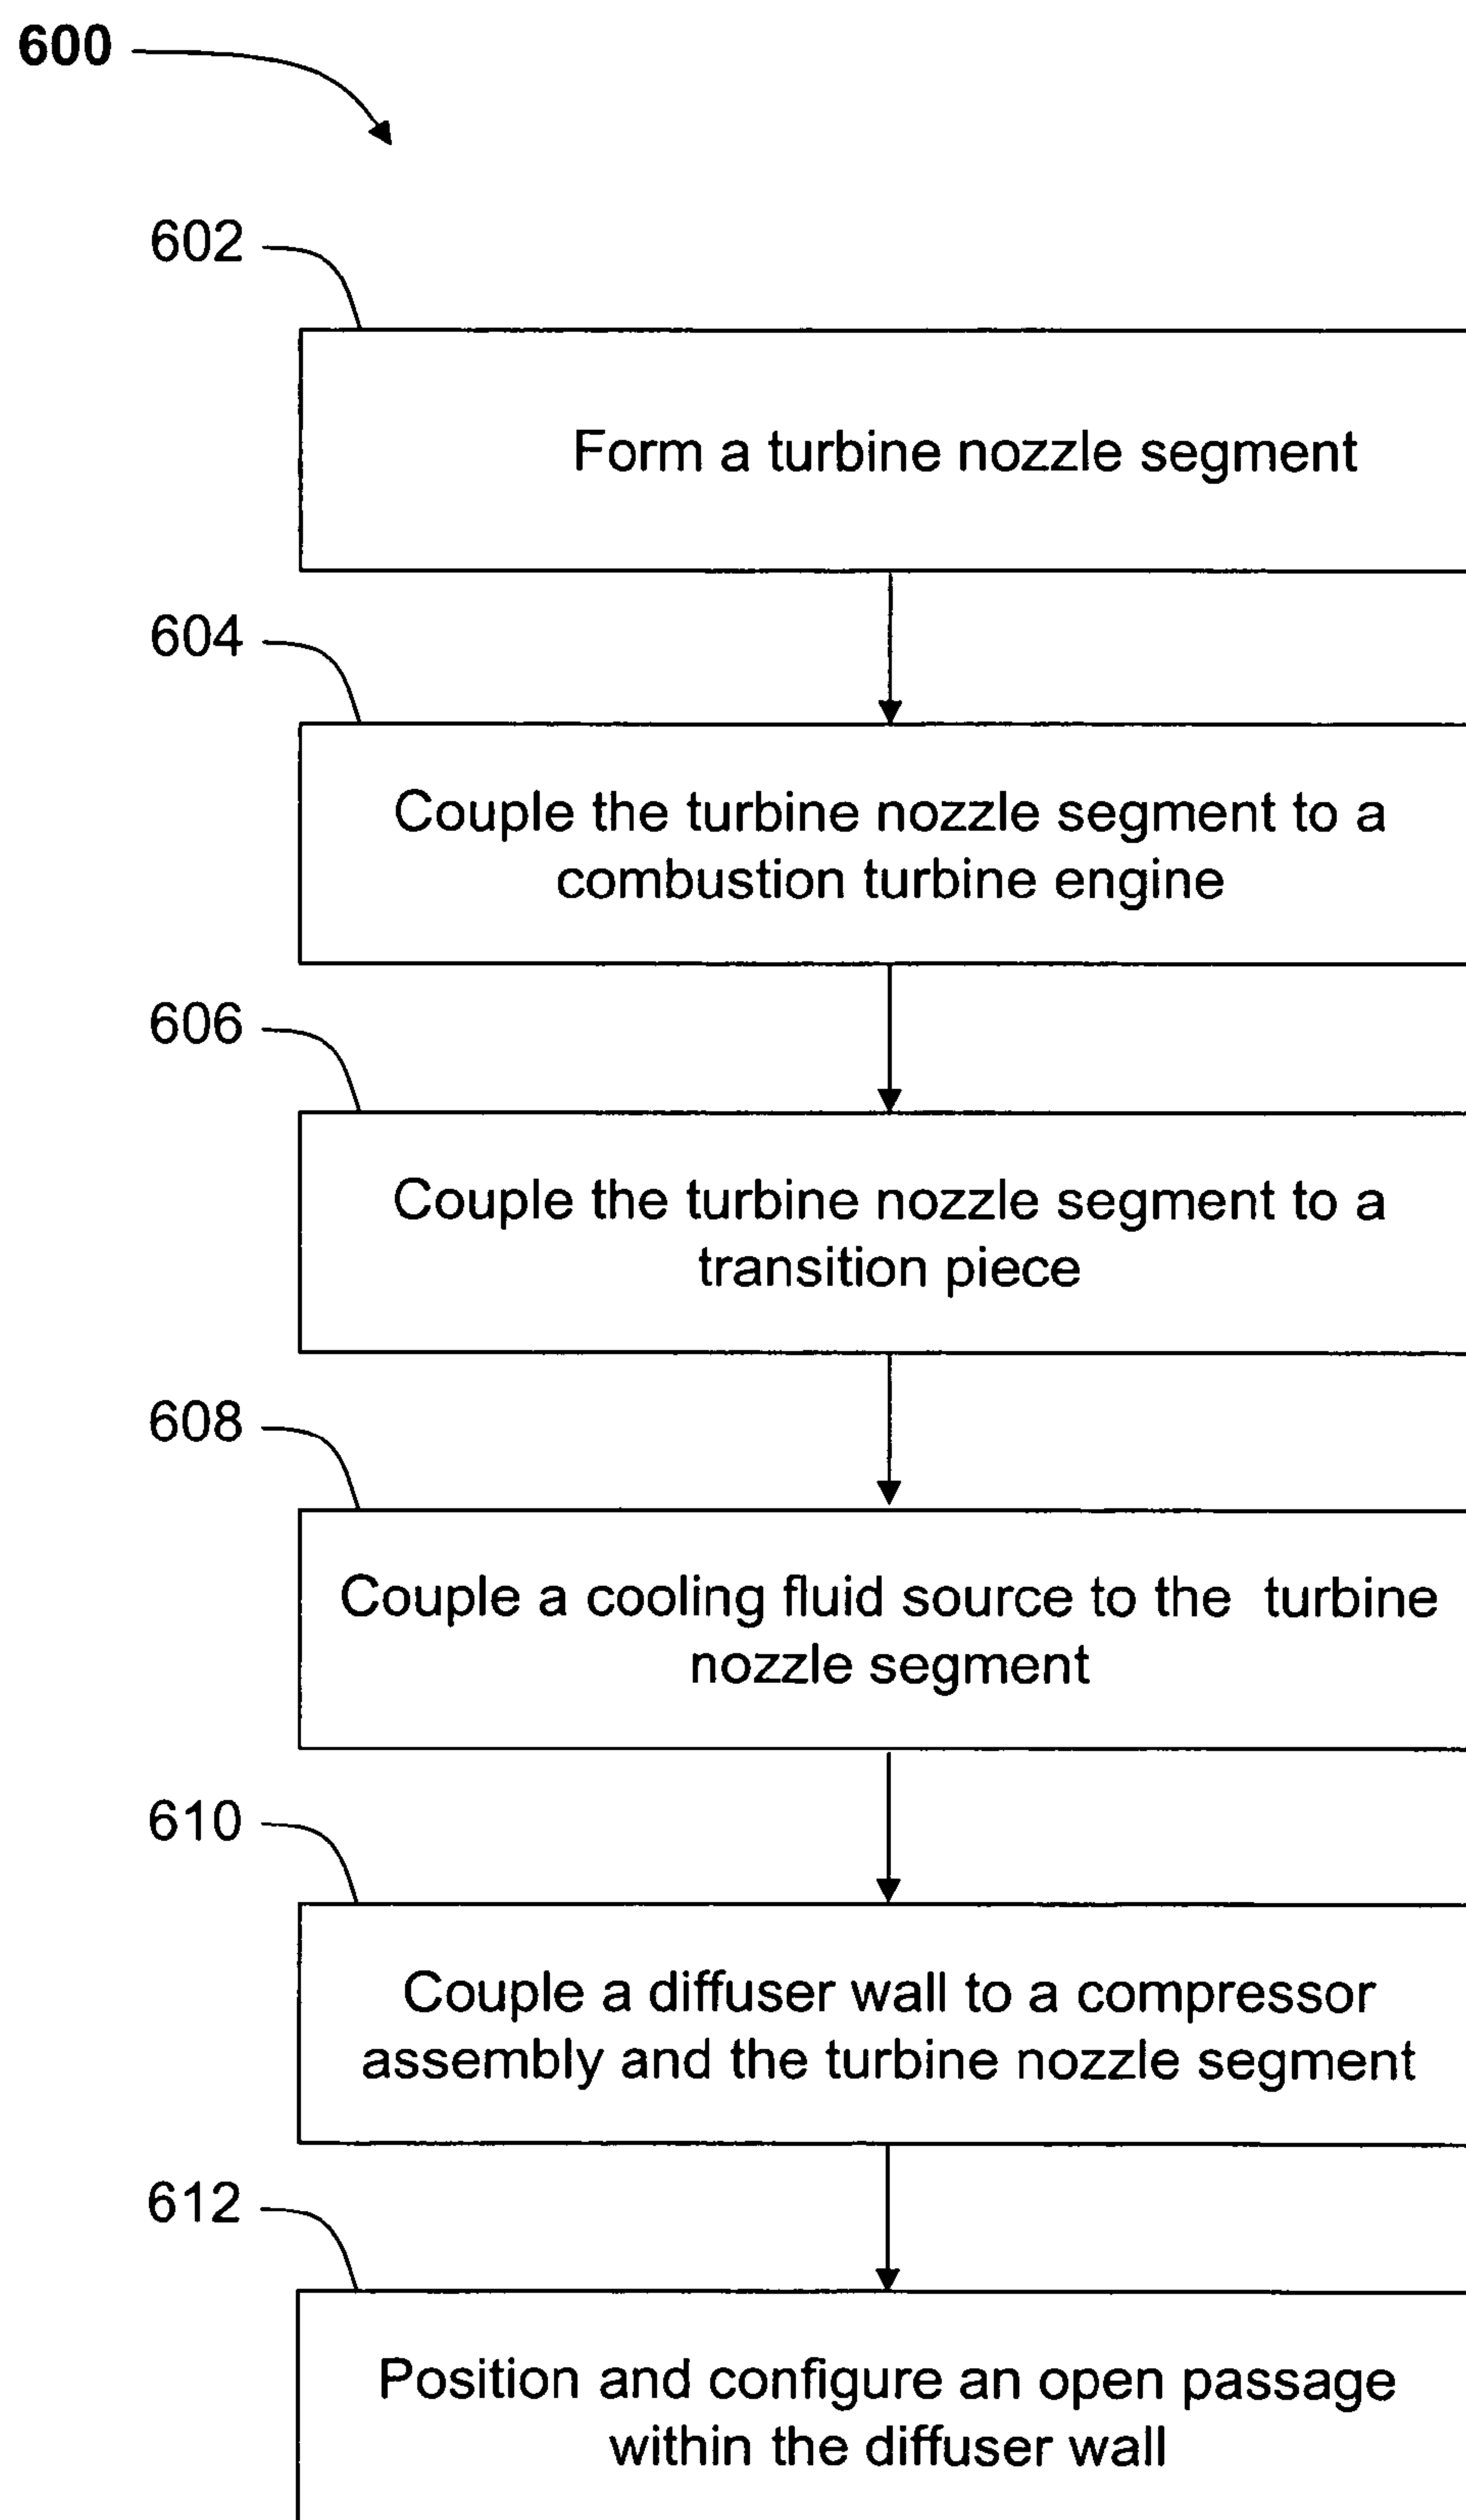 600
602
Form a turbine nozzle segment
604
Couple the turbine nozzle segment to a
combustion turbine engine
606
Couple the turbine nozzle segment to a
transition piece
608
Couple a cooling fluid source to the turbine
nozzle segment
610
Couple a diffuser wall to a compressor
assembly and the turbine nozzle segment
612
Position and configure an open passage
within the diffuser wall